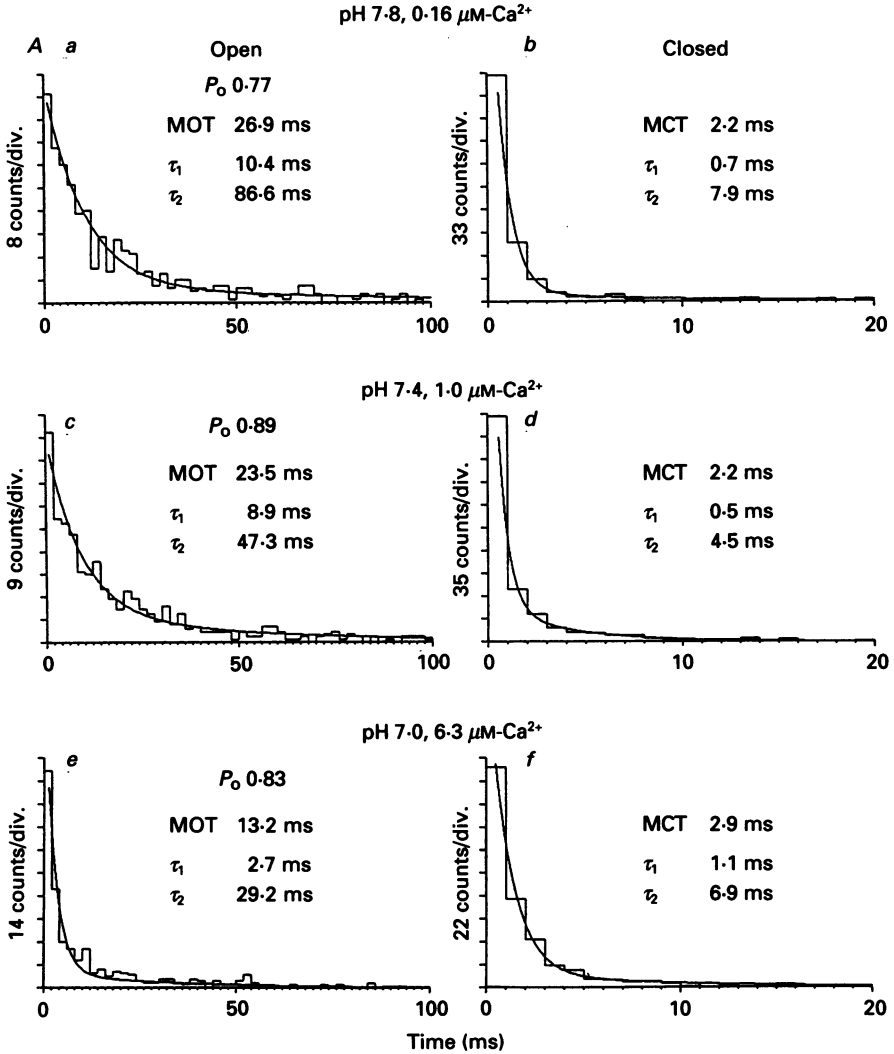 pH 7·8, 0·16 μM-Ca²⁺
A a Open b Closed
Pₒ 0·77
MOT 26·9 ms
τ₁ 10·4 ms
τ₂ 86·6 ms
8 counts/div.
0 50 100
MCT 2·2 ms
τ₁ 0·7 ms
τ₂ 7·9 ms
33 counts/div.
0 10 20
pH 7·4, 1·0 μM-Ca²⁺
c
Pₒ 0·89
MOT 23·5 ms
τ₁ 8·9 ms
τ₂ 47·3 ms
9 counts/div.
0 50 100
d
MCT 2·2 ms
τ₁ 0·5 ms
τ₂ 4·5 ms
35 counts/div.
0 10 20
pH 7·0, 6·3 μM-Ca²⁺
e
Pₒ 0·83
MOT 13·2 ms
τ₁ 2·7 ms
τ₂ 29·2 ms
14 counts/div.
0 50 100
f
MCT 2·9 ms
τ₁ 1·1 ms
τ₂ 6·9 ms
22 counts/div.
0 10 20
Time (ms)